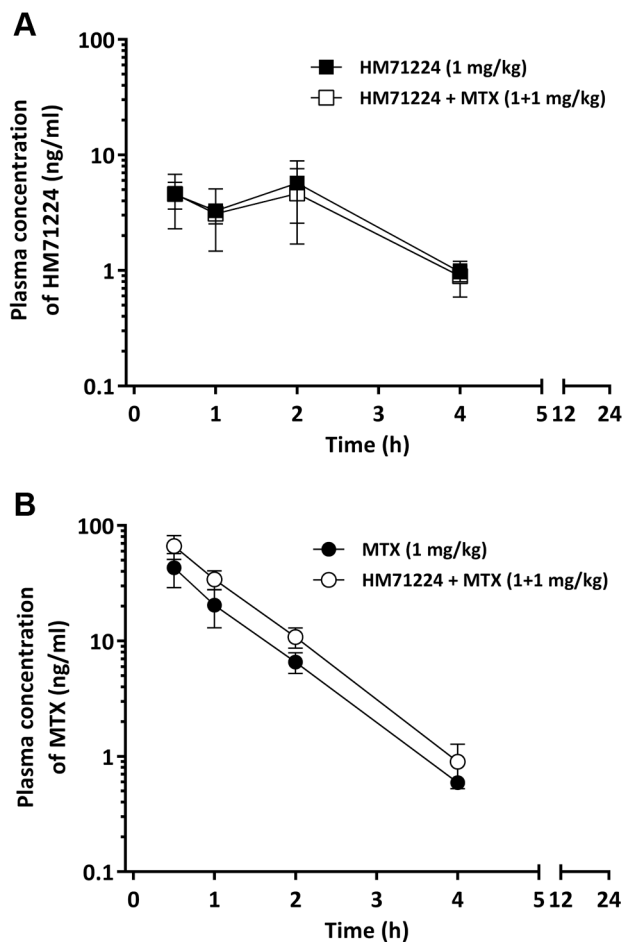 A
100
10
1
0.1
Plasma concentration
of HM71224 (ng/ml)
HM71224 (1 mg/kg)
HM71224 + MTX (1+1 mg/kg)
0 1 2 3 4 5 12 24
Time (h)
B
100
10
1
0.1
Plasma concentration
of MTX (ng/ml)
MTX (1 mg/kg)
HM71224 + MTX (1+1 mg/kg)
0 1 2 3 4 5 12 24
Time (h)